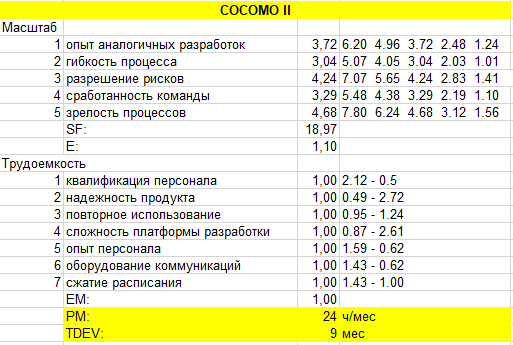 COCOMO II
Масштаб
1 опыт аналогичных разработок 3,72 6.20 4.96 3.72 2.48 1.24
2 гибкость процесса 3,04 5.07 4.05 3.04 2.03 1.01
3 разрешение рисков 4,24 7.07 5.65 4.24 2.83 1.41
4 сработанность команды 3,29 5.48 4.38 3.29 2.19 1.10
5 зрелость процессов 4,68 7.80 6.24 4.68 3.12 1.56
SF: 18,97
E: 1,10
Трудоемкость
1 квалификация персонала 1,00 2.12 - 0.5
2 надежность продукта 1,00 0.49 - 2.72
3 повторное использование 1,00 0.95 - 1.24
4 сложность платформы разработки 1,00 0.87 - 2.61
5 опыт персонала 1,00 1.59 - 0.62
6 оборудование коммуникаций 1,00 1.43 - 0.62
7 сжатие расписания 1,00 1.43 - 1.00
EM: 1,00
PM: 24 ч/мес
TDEV: 9 мес